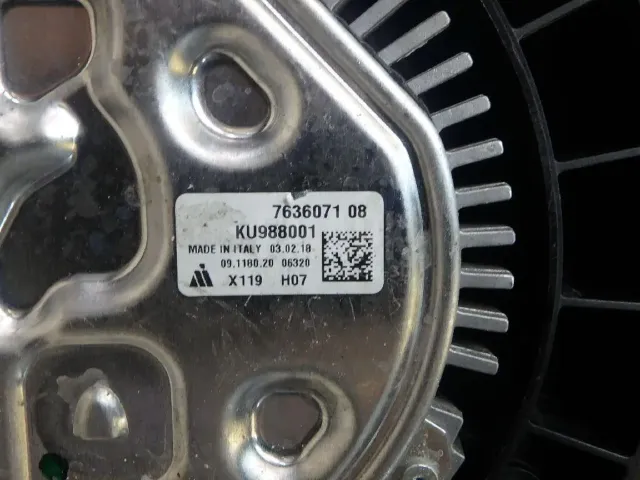 7636071 08
KU988001
MADE IN ITALY 03.02.18
09.1180.20 06320
X119 H07